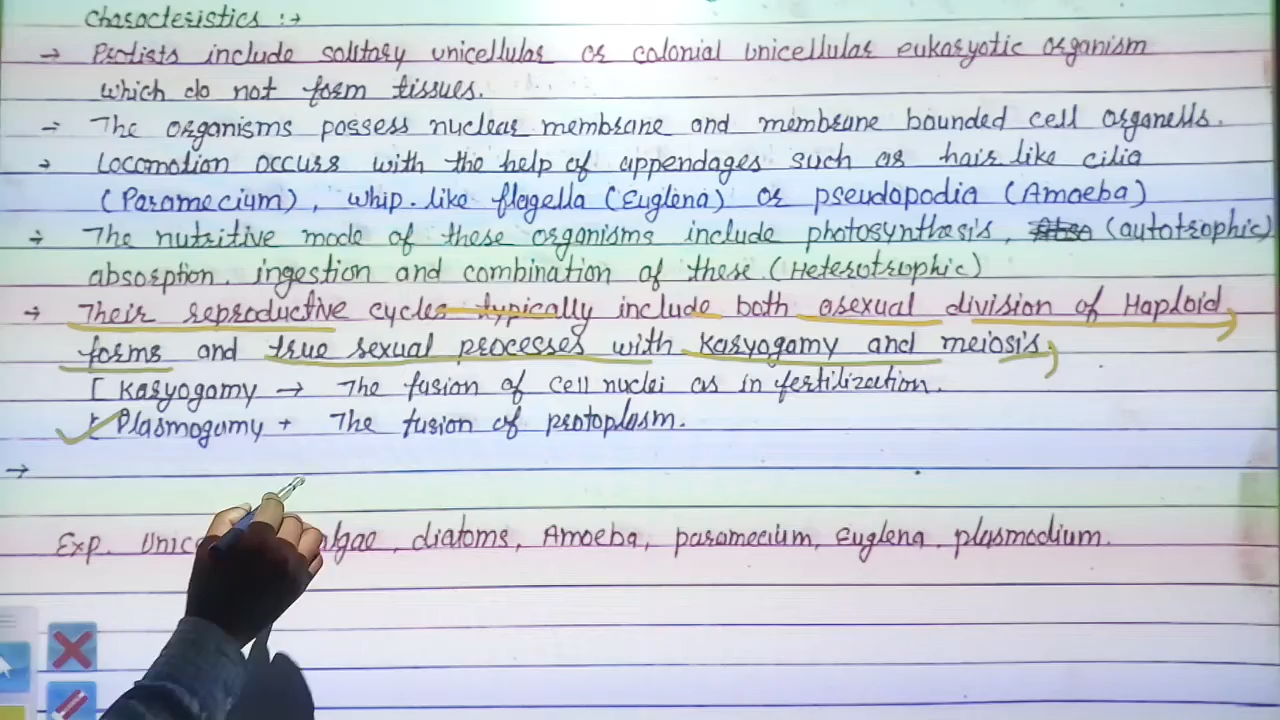 Characteristics :→
→ Protists include solitary unicellular or colonial unicellular eukaryotic organism
which do not form tissues.
→ The organisms possess nuclear membrane and membrane bounded cell organells.
→ Locomotion occurs with the help of appendages such as hair like cilia
(Paramecium), whip-like flagella (Euglena) or pseudopodia (Amoeba)
→ The nutritive mode of these organisms include photosynthesis, (autotrophic)
absorption, ingestion and combination of these (Heterotrophic)
→ Their reproductive cycles typically include both asexual division of Haploid
forms and true sexual processes with Karyogamy and meiosis,
[ Karyogamy → The fusion of cell nuclei as in fertilization.
[ Plasmogamy → The fusion of protoplasm.
→
Exp. algae, diatoms, Amoeba, paramecium, Euglena, plasmodium.